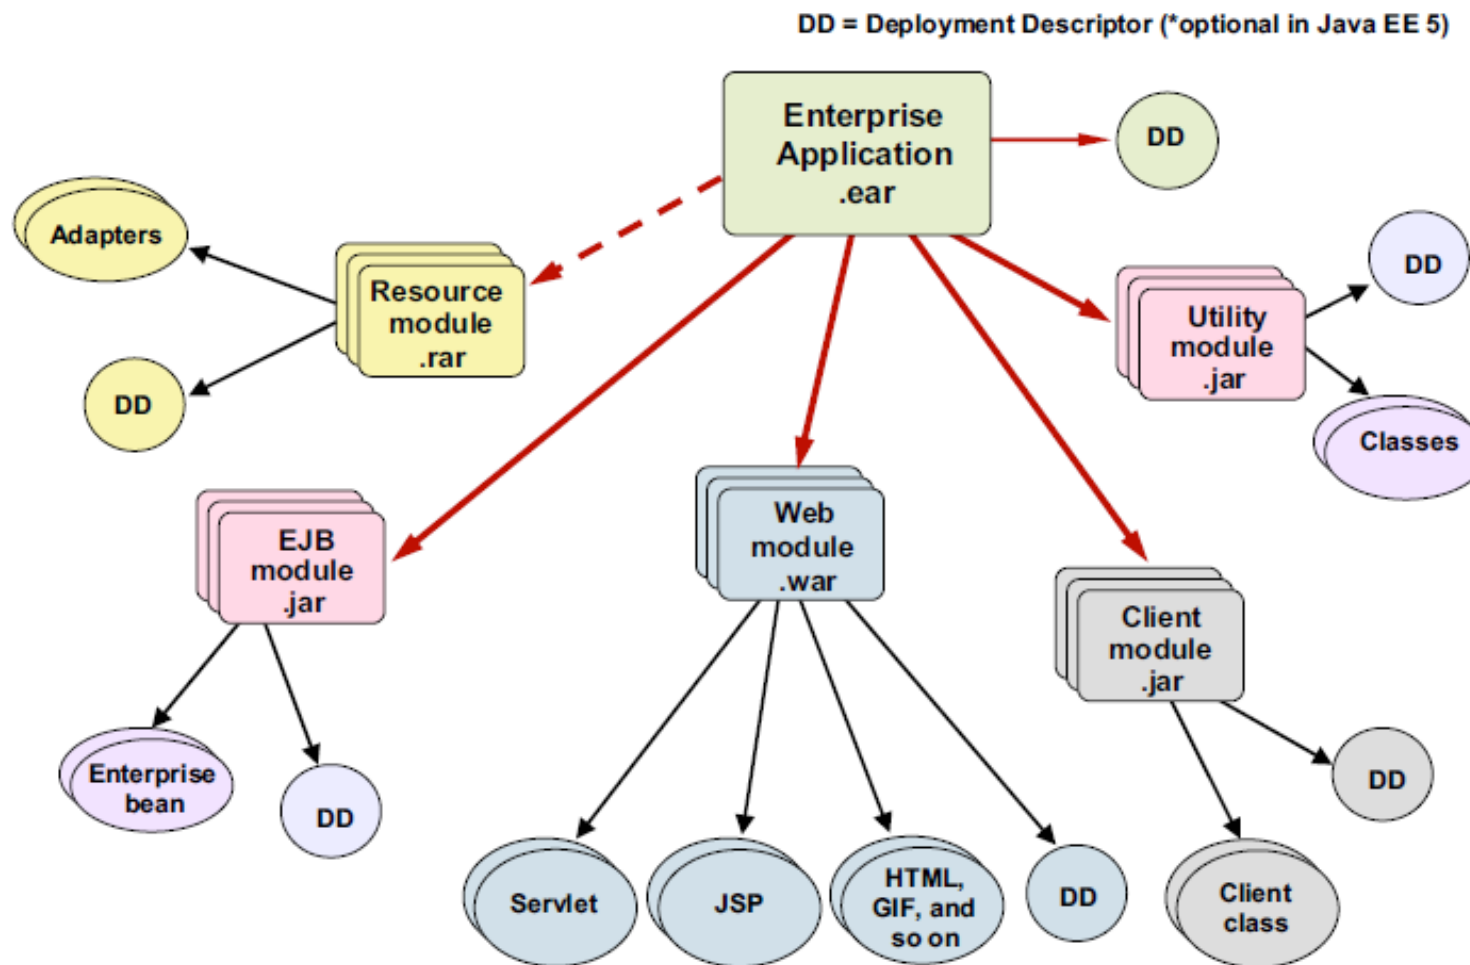 DD = Deployment Descriptor (*optional in Java EE 5)
Enterprise
Application
.ear
DD
Adapters
Resource
module
.rar
DD
DD
Utility
module
.jar
Classes
EJB
module
.jar
Web
module
.war
Client
module
.jar
Enterprise
bean
DD
DD
Servlet
JSP
HTML,
GIF, and
so on
DD
Client
class